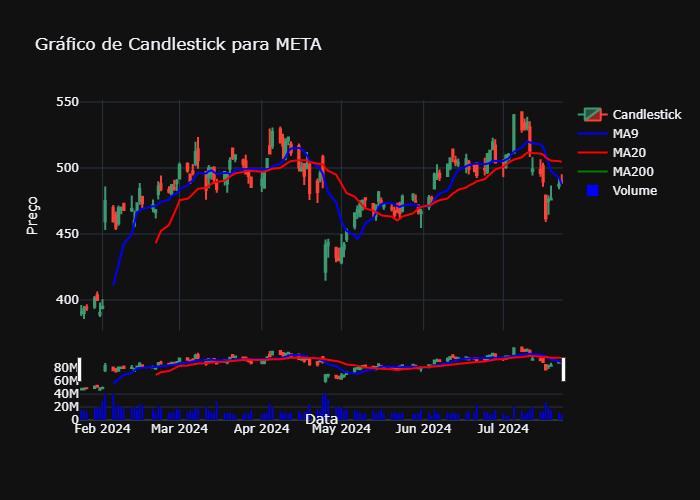 Gráfico de Candlestick para META
550
500
450
400
Preço
Candlestick
MA9
MA20
MA200
Volume
80M
60M
40M
20M
0
Feb 2024
Mar 2024
Apr 2024
May 2024
Jun 2024
Jul 2024
Data